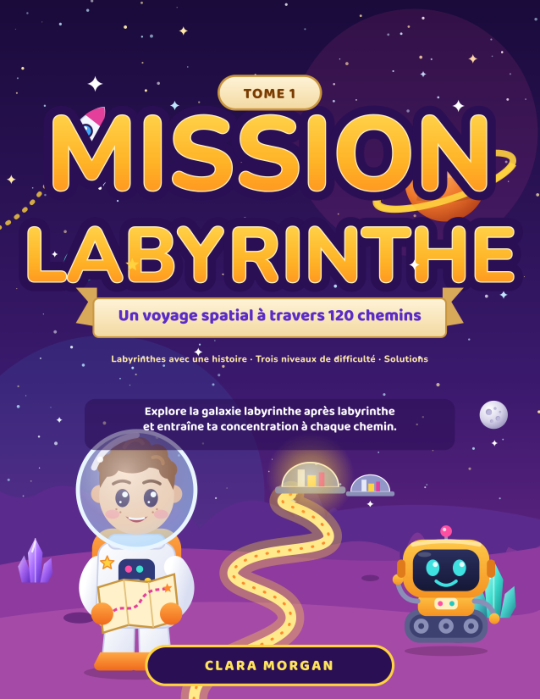 TOME 1
MISSION
LABYRINTHE
Un voyage spatial à travers 120 chemins
Labyrinthes avec une histoire · Trois niveaux de difficulté · Solutions
Explore la galaxie labyrinthe après labyrinthe
et entraîne ta concentration à chaque chemin.
CLARA MORGAN